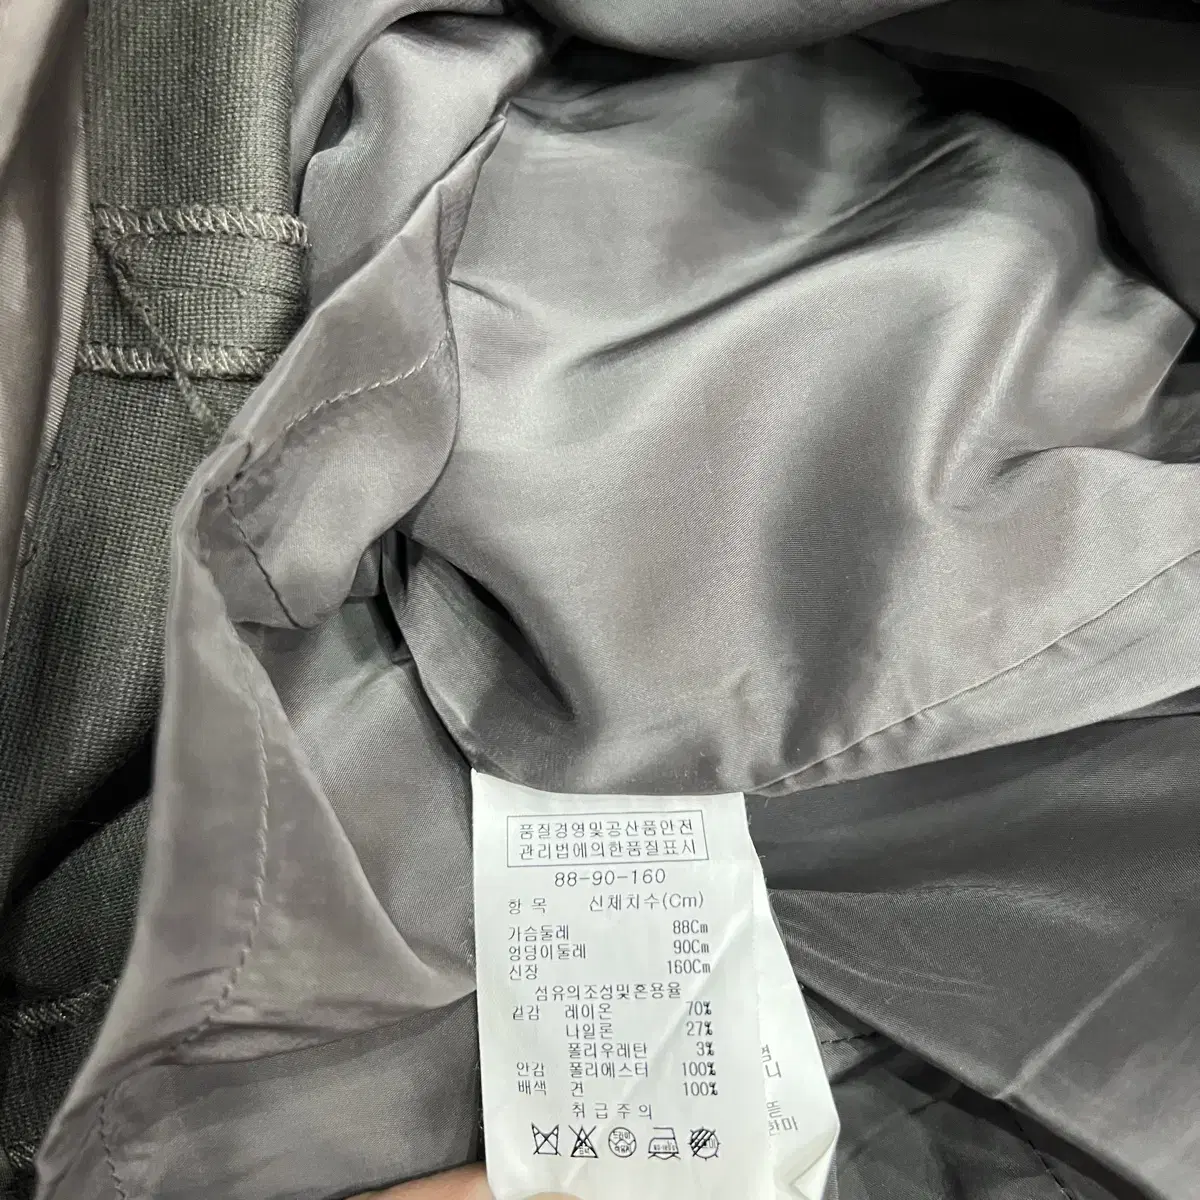 품질경영및공산품안전
관리법에의한품질표시
88-90-160
항 목 신체치수(Cm)
가슴둘레 88Cm
엉덩이둘레 90Cm
신장 160Cm
섬유의조성및혼용율
겉감 레이온 70%
나일론 27%
폴리우레탄 3%
안감 폴리에스터 100%
배색 견 100%
취급주의